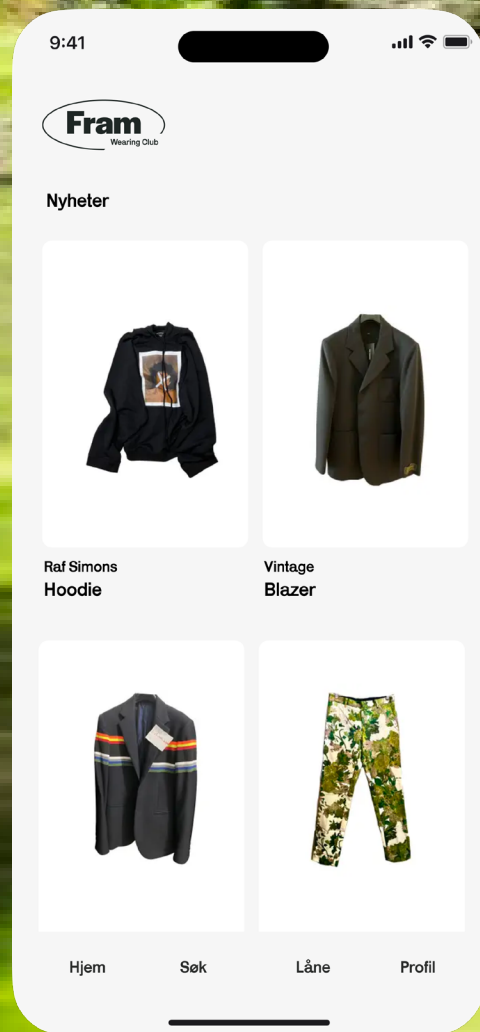 9:41
Fram
Wearing Club
Nyheter
Raf Simons
Hoodie
Vintage
Blazer
Hjem
Søk
Låne
Profil